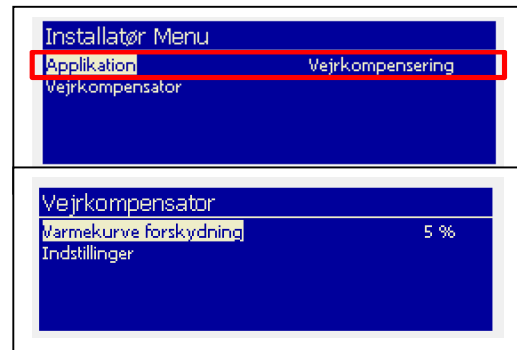 Installatør Menu
Applikation Vejrkompensering
Vejrkompensator
Vejrkompensator
Varmekurve forskydning 5 %
Indstillinger